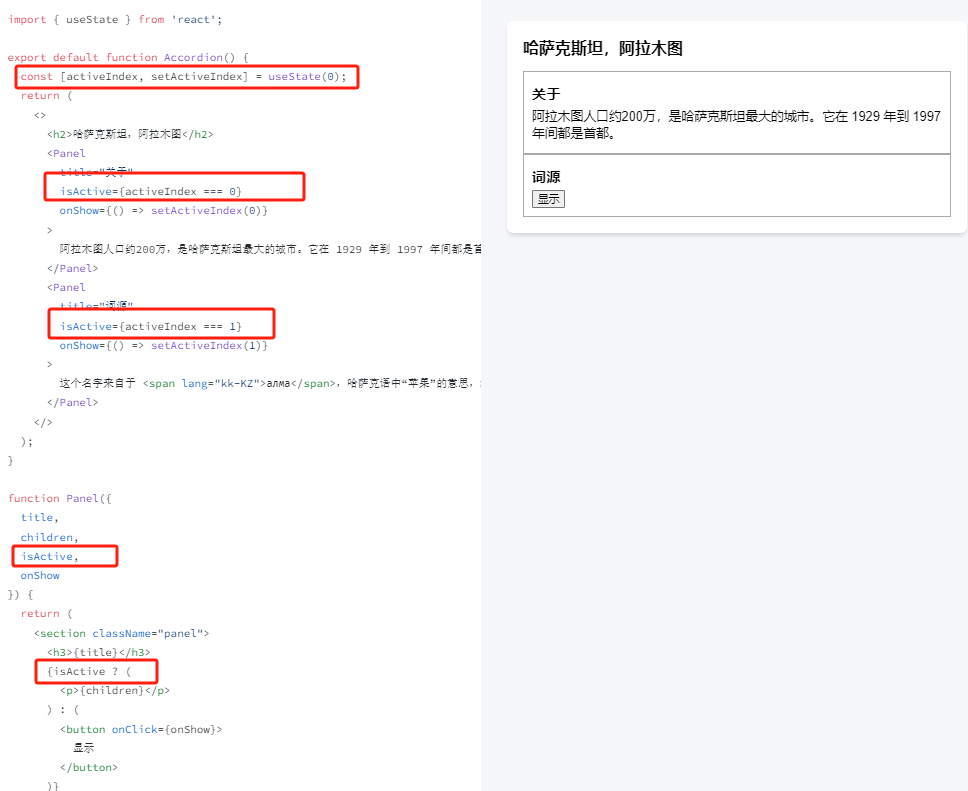 import { useState } from 'react';
export default function Accordion() {
const [activeIndex, setActiveIndex] = useState(0);
return (
<>
<h2>哈萨克斯坦，阿拉木图</h2>
<Panel
title="关于"
isActive={activeIndex === 0}
onShow={() => setActiveIndex(0)}
>
阿拉木图人口约200万，是哈萨克斯坦最大的城市。它在 1929 年到 1997 年间都是首
</Panel>
<Panel
title="词源"
isActive={activeIndex === 1}
onShow={() => setActiveIndex(1)}
>
这个名字来自于 <span lang="kk-KZ">алма</span>，哈萨克语中“苹果”的意思，
</Panel>
</>
);
}
function Panel({
title,
children,
isActive,
onShow
}) {
return (
<section className="panel">
<h3>{title}</h3>
{isActive ? (
<p>{children}</p>
) : (
<button onClick={onShow}>
显示
</button>
)}
哈萨克斯坦，阿拉木图
关于
阿拉木图人口约200万，是哈萨克斯坦最大的城市。它在 1929 年到 1997
年间都是首都。
词源
显示